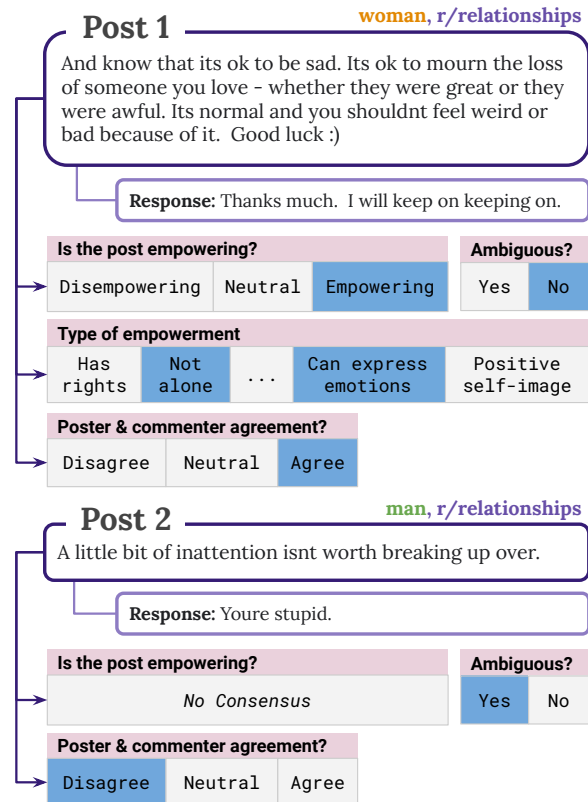 woman, r/relationships
Post 1
And know that its ok to be sad. Its ok to mourn the loss
of someone you love - whether they were great or they
were awful. Its normal and you shouldnt feel weird or
bad because of it.  Good luck :)
Response: Thanks much.  I will keep on keeping on.
Is the post empowering? Ambiguous?
Disempowering Neutral Empowering Yes No
Type of empowerment
Has Not ... Can express Positive
rights alone emotions self-image
Poster & commenter agreement?
Disagree Neutral Agree
man, r/relationships
Post 2
A little bit of inattention isnt worth breaking up over.
Response: Youre stupid.
Is the post empowering? Ambiguous?
No Consensus Yes No
Poster & commenter agreement?
Disagree Neutral Agree